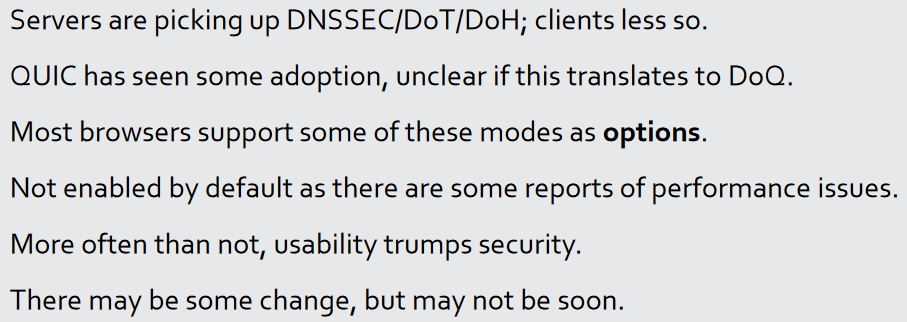 Servers are picking up DNSSEC/DoT/DoH; clients less so.
QUIC has seen some adoption, unclear if this translates to DoQ.
Most browsers support some of these modes as options.
Not enabled by default as there are some reports of performance issues.
More often than not, usability trumps security.
There may be some change, but may not be soon.